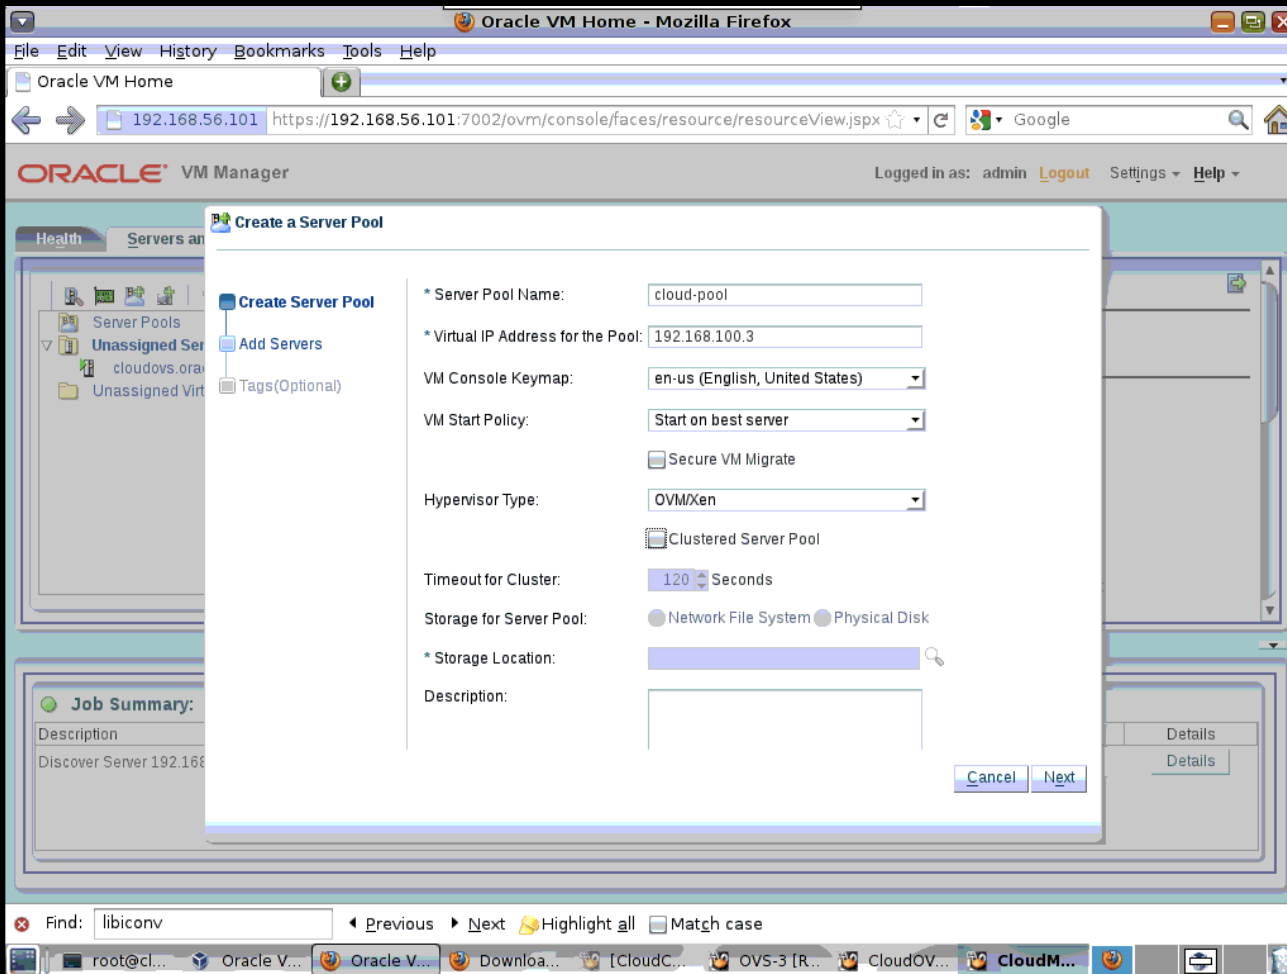 Oracle VM Home - Mozilla Firefox
File Edit View History Bookmarks Tools Help
Oracle VM Home
192.168.56.101 https://192.168.56.101:7002/ovm/console/faces/resource/resourceView.jspx Google
ORACLE VM Manager Logged in as: admin Logout Settings Help
Health Servers an
Create a Server Pool
Create Server Pool
Add Servers
Tags(Optional)
Server Pools
Unassigned Ser
cloudovs.ora
Unassigned Virt
* Server Pool Name: cloud-pool
* Virtual IP Address for the Pool: 192.168.100.3
VM Console Keymap: en-us (English, United States)
VM Start Policy: Start on best server
Secure VM Migrate
Hypervisor Type: OVM/Xen
Clustered Server Pool
Timeout for Cluster: 120 Seconds
Storage for Server Pool: Network File System Physical Disk
* Storage Location:
Description:
Cancel Next
Job Summary:
Description Details
Discover Server 192.168 Details
Find: libiconv Previous Next Highlight all Match case
root@cl... Oracle V... Oracle V... Downloa... [CloudC... OVS-3 [R... CloudOV... CloudM...